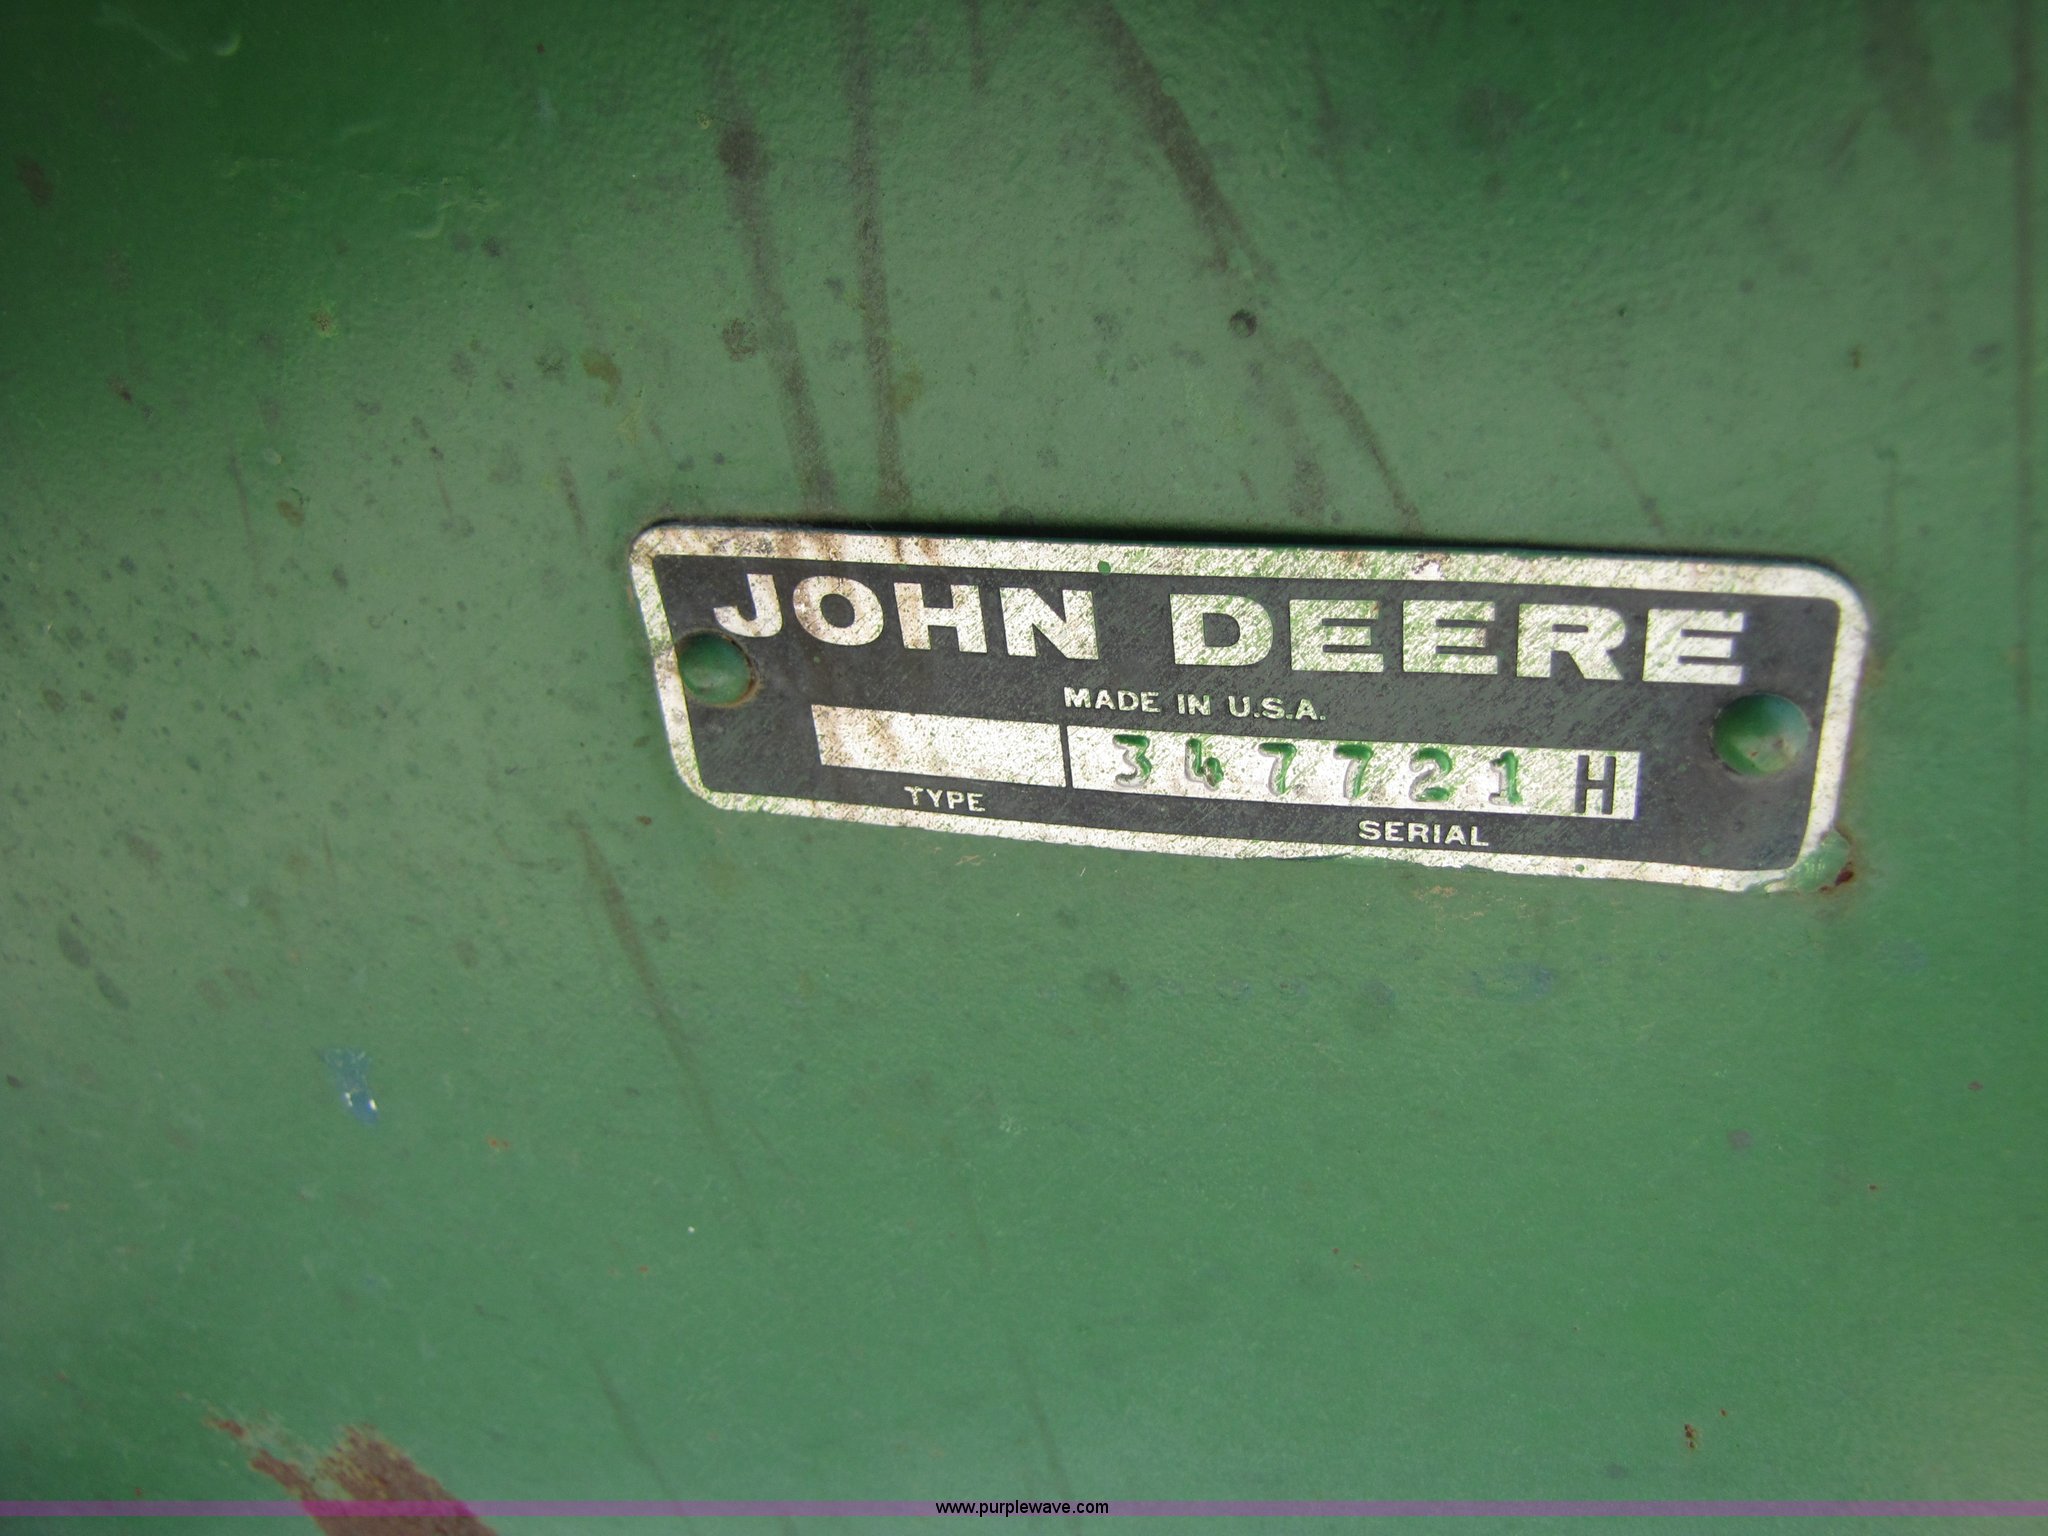 JOHN DEERE
MADE IN U.S.A.
347721 H
TYPE SERIAL
www.purplewave.com